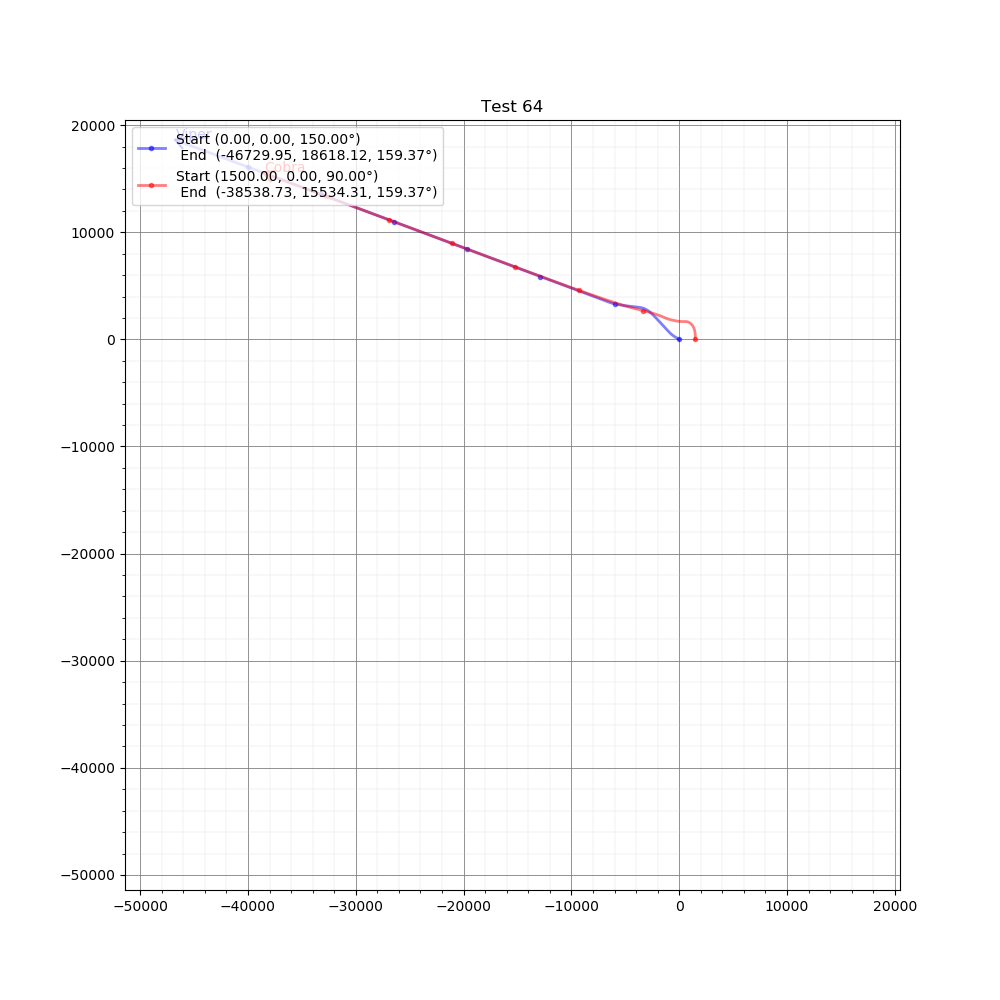 Test 64
Viper
Start (0.00, 0.00, 150.00°)
End (-46729.95, 18618.12, 159.37°)
Cobra
Start (1500.00, 0.00, 90.00°)
End (-38538.73, 15534.31, 159.37°)
20000
10000
0
−10000
−20000
−30000
−40000
−50000
−50000 −40000 −30000 −20000 −10000 0 10000 20000